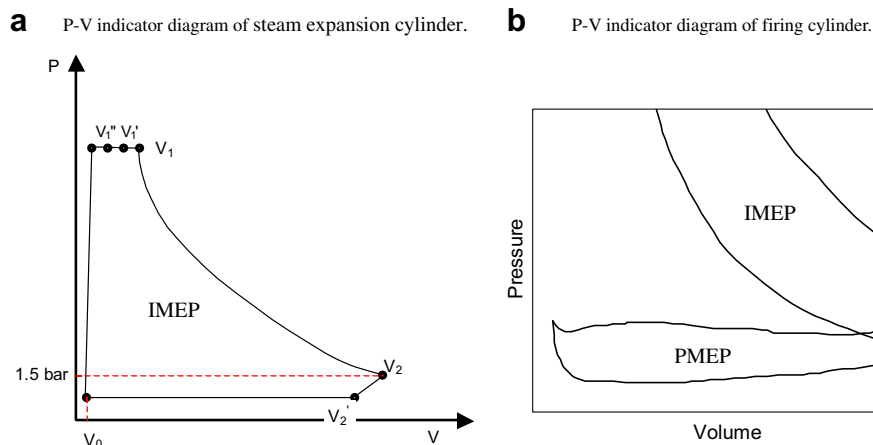 a P-V indicator diagram of steam expansion cylinder.
P
V₁" V₁' V₁
IMEP
1.5 bar
V₂
V₂'
V₀
V
b P-V indicator diagram of firing cylinder.
Pressure
IMEP
PMEP
Volume